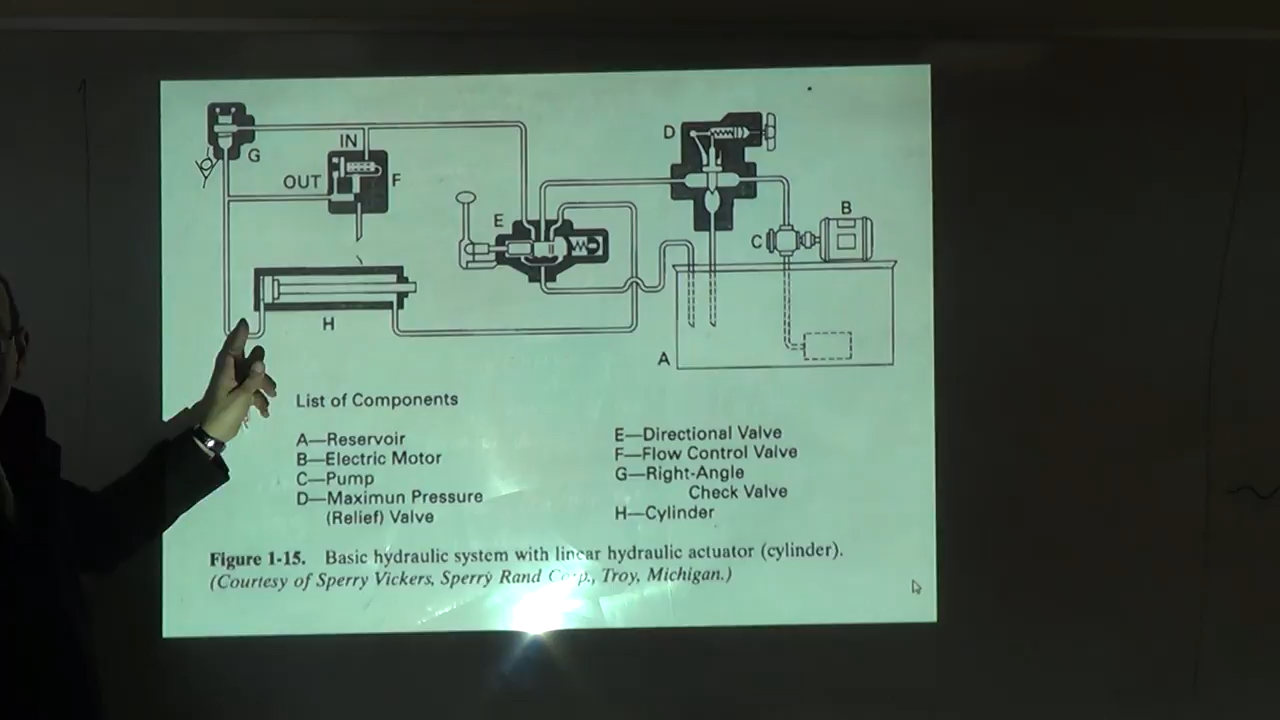 D
IN
G
OUT
F
E
B
C
H
A
List of Components
A—Reservoir
B—Electric Motor
C—Pump
D—Maximun Pressure
(Relief) Valve
E—Directional Valve
F—Flow Control Valve
G—Right-Angle
Check Valve
H—Cylinder
Figure 1-15. Basic hydraulic system with linear hydraulic actuator (cylinder).
(Courtesy of Sperry Vickers, Sperry Rand Corp., Troy, Michigan.)